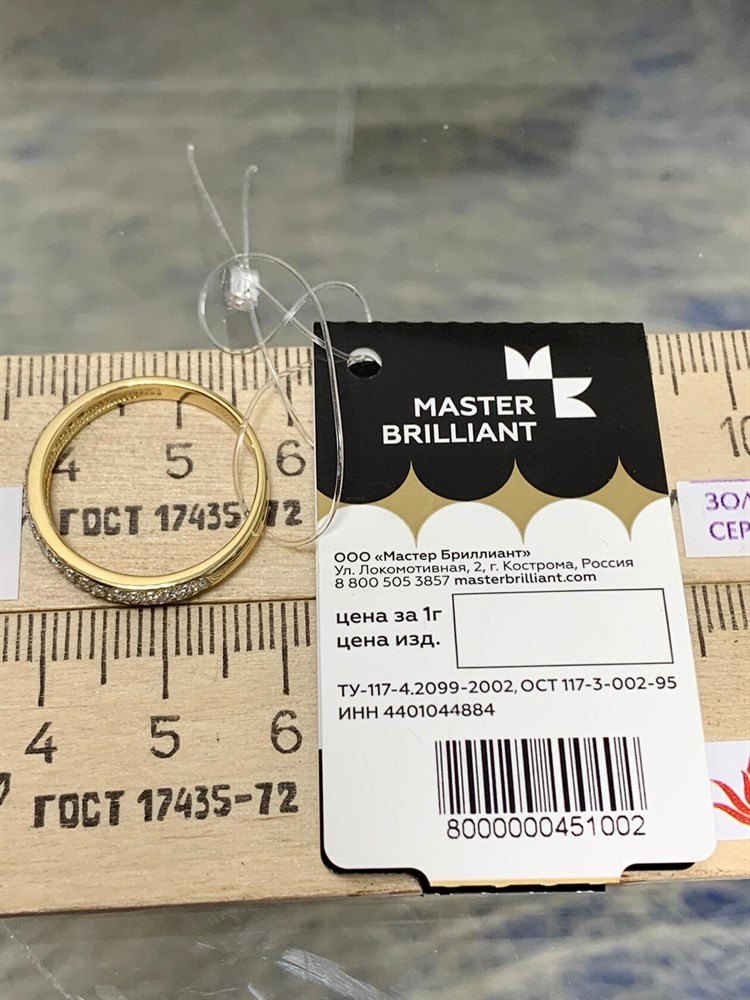 MASTER
BRILLIANT
ООО «Мастер Бриллиант»
Ул. Локомотивная, 2, г. Кострома, Россия
8 800 505 3857 masterbrilliant.com
цена за 1г
цена изд.
ТУ-117-4.2099-2002, ОСТ 117-3-002-95
ИНН 4401044884
8000000451002
4 5 6
ГОСТ 17435-72
10
4 5 6
ГОСТ 17435-72